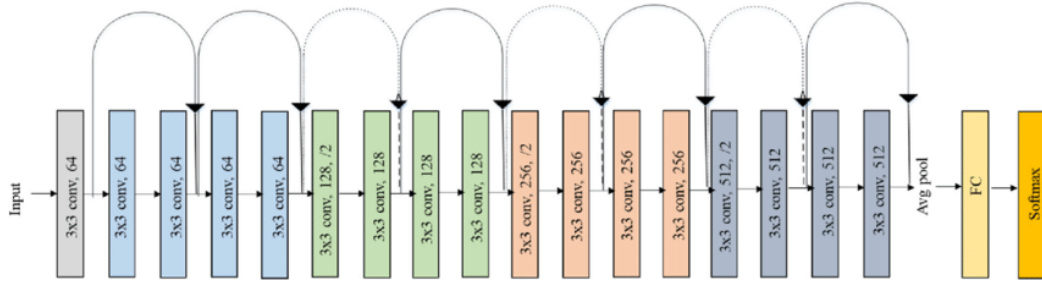 Input
3x3 conv, 64
3x3 conv, 64
3x3 conv, 64
3x3 conv, 64
3x3 conv, 64
3x3 conv, 128, /2
3x3 conv, 128
3x3 conv, 128
3x3 conv, 128
3x3 conv, 256, /2
3x3 conv, 256
3x3 conv, 256
3x3 conv, 256
3x3 conv, 512, /2
3x3 conv, 512
3x3 conv, 512
3x3 conv, 512
Avg pool
FC
Softmax